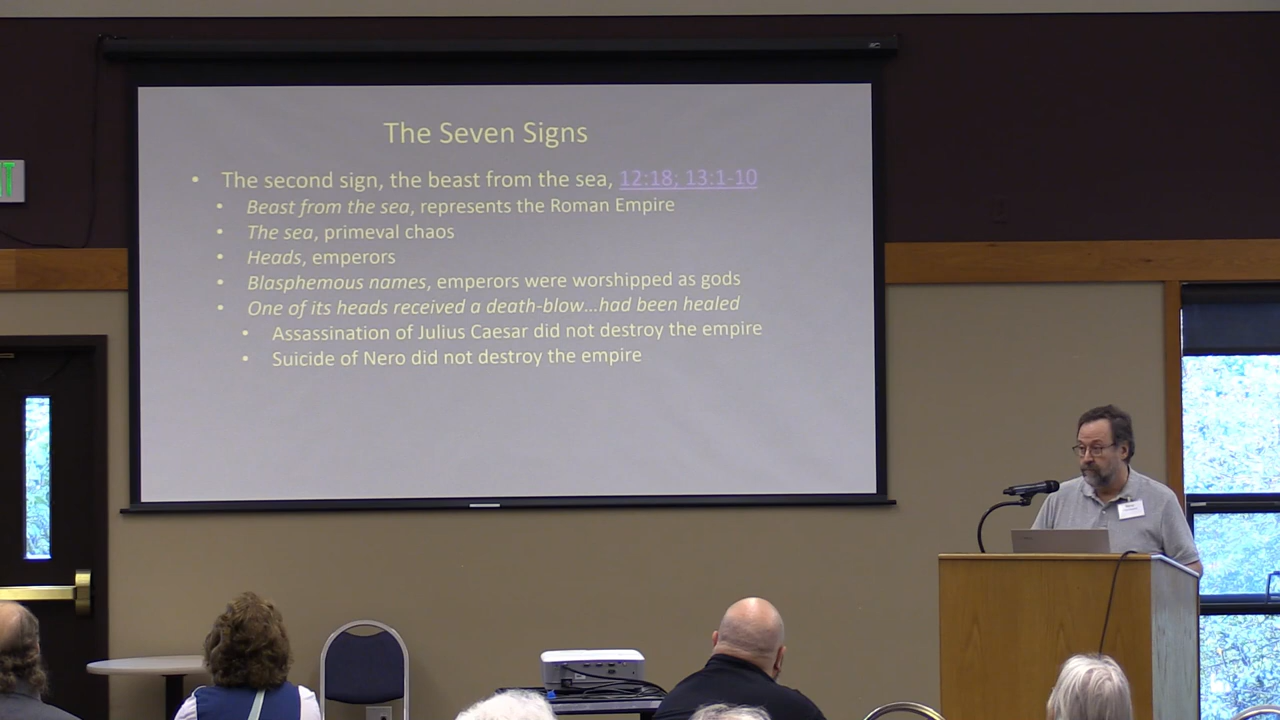 The Seven Signs
• The second sign, the beast from the sea, 12:18; 13:1-10
• Beast from the sea, represents the Roman Empire
• The sea, primeval chaos
• Heads, emperors
• Blasphemous names, emperors were worshipped as gods
• One of its heads received a death-blow…had been healed
• Assassination of Julius Caesar did not destroy the empire
• Suicide of Nero did not destroy the empire